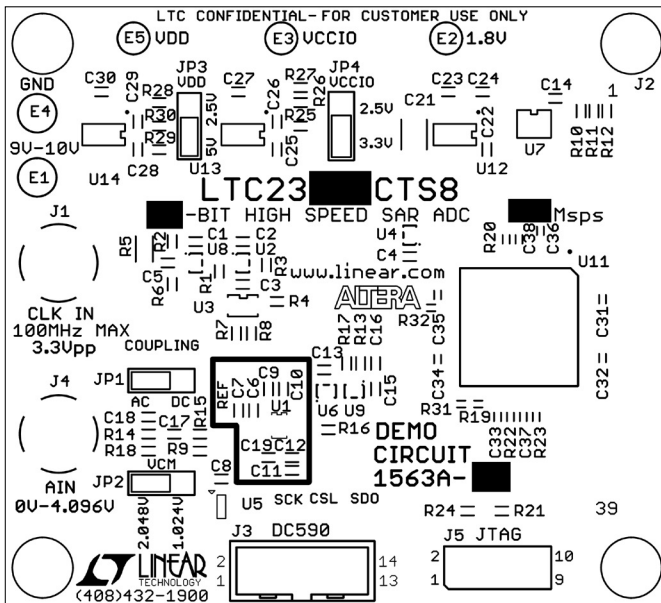 LTC CONFIDENTIAL-FOR CUSTOMER USE ONLY
E5 VDD
E3 VCCIO
E2 1.8V
GND
E4
C30
C29
R28
JP3
VDD
2.5V
5V
C27
C26
R27
R26
JP4
VCCIO
2.5V
3.3V
C21
C23
C24
C14
J2
1
R30
R29
R25
C22
U7
R10
R11
R12
9V-10V
E1
U14
C28
U13
C25
U12
LTC23
CTS8
-BIT HIGH SPEED SAR ADC
Msps
J1
R5
R2
C1
U8
C2
U2
U4
R20
C38
C36
C5
R6
R1
R3
C4
U11
www.linear.com
C3
U3
R4
ALTERA
R32
C35
C31
CLK IN
100MHz MAX
3.3Vpp
R7
R8
R17
R13
C16
COUPLING
J4
JP1
AC
DC
REF
C7
C6
C9
C10
C13
C34
C32
C15
R15
C18
R14
R18
C17
R9
U1
U6
U9
R16
R31
R19
C33
R22
C37
R23
C19
C12
C11
DEMO
CIRCUIT
1563A-
VCM
JP2
AIN
0V-4.096V
2.048V
1.024V
C8
U5
SCK
CSL
SDO
R24
R21
39
J3
DC590
J5
JTAG
2
14
1
13
2
10
1
9
LINEAR
TECHNOLOGY
(408)432-1900